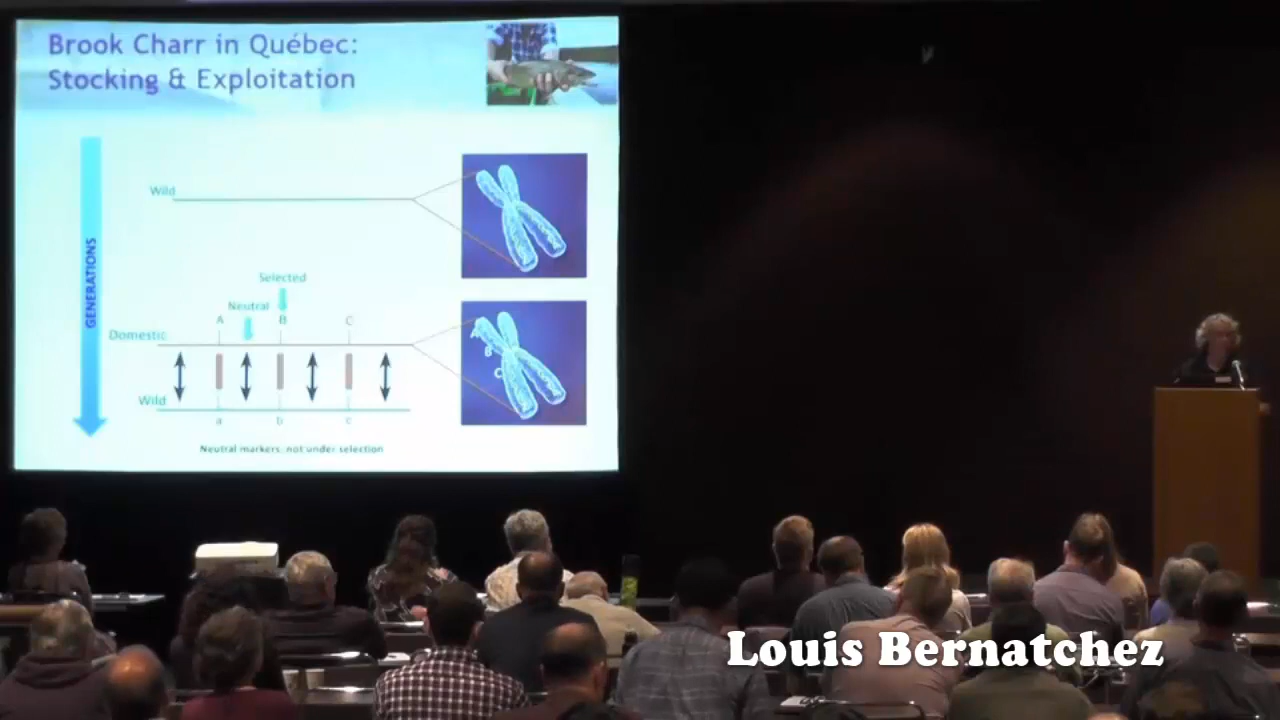 Brook Charr in Québec:
Stocking & Exploitation
Wild
GENERATIONS
Selected
Neutral
A B C
Domestic
A
B
C
Wild
a b c
Neutral markers, not under selection
Louis Bernatchez